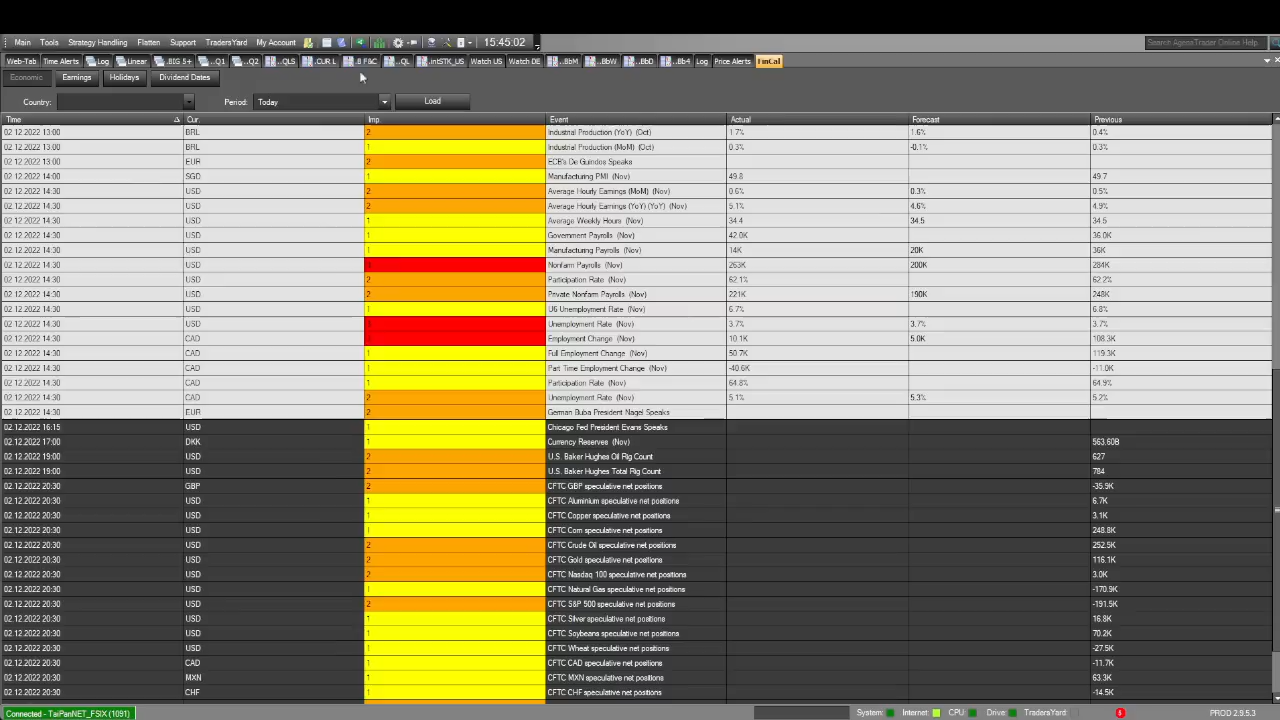 Main Tools Strategy Handling Flatten Support TradersYard My Account 15:45:02 Search AgenaTrader Online Help...
Web-Tab Time Alerts Log Linear .BIG 5+ ..Q1 ..Q2 ..QLS .CUR L .B F&C ..QL .intSTK_US Watch US Watch DE ..BbM ..BbW ..BbD ..Bb4 Log Price Alerts FinCal
Economic Earnings Holidays Dividend Dates
Country: Period: Today Load
Time Cur. Imp. Event Actual Forecast Previous
02.12.2022 13:00 BRL 2 Industrial Production (YoY) (Oct) 1.7% 1.6% 0.4%
02.12.2022 13:00 BRL 1 Industrial Production (MoM) (Oct) 0.3% -0.1% 0.3%
02.12.2022 13:00 EUR 2 ECB's De Guindos Speaks
02.12.2022 14:00 SGD 1 Manufacturing PMI (Nov) 49.8 49.7
02.12.2022 14:30 USD 2 Average Hourly Earnings (MoM) (Nov) 0.6% 0.3% 0.5%
02.12.2022 14:30 USD 2 Average Hourly Earnings (YoY) (YoY) (Nov) 5.1% 4.6% 4.9%
02.12.2022 14:30 USD 1 Average Weekly Hours (Nov) 34.4 34.5 34.5
02.12.2022 14:30 USD 1 Government Payrolls (Nov) 42.0K 36.0K
02.12.2022 14:30 USD 1 Manufacturing Payrolls (Nov) 14K 20K 36K
02.12.2022 14:30 USD Nonfarm Payrolls (Nov) 263K 200K 284K
02.12.2022 14:30 USD 2 Participation Rate (Nov) 62.1% 62.2%
02.12.2022 14:30 USD 2 Private Nonfarm Payrolls (Nov) 221K 190K 248K
02.12.2022 14:30 USD 1 U6 Unemployment Rate (Nov) 6.7% 6.8%
02.12.2022 14:30 USD Unemployment Rate (Nov) 3.7% 3.7% 3.7%
02.12.2022 14:30 CAD Employment Change (Nov) 10.1K 5.0K 108.3K
02.12.2022 14:30 CAD 1 Full Employment Change (Nov) 50.7K 119.3K
02.12.2022 14:30 CAD 1 Part Time Employment Change (Nov) -40.6K -11.0K
02.12.2022 14:30 CAD 1 Participation Rate (Nov) 64.8% 64.9%
02.12.2022 14:30 CAD 2 Unemployment Rate (Nov) 5.1% 5.3% 5.2%
02.12.2022 14:30 EUR 2 German Buba President Nagel Speaks
02.12.2022 16:15 USD 1 Chicago Fed President Evans Speaks
02.12.2022 17:00 DKK 1 Currency Reserves (Nov) 563.60B
02.12.2022 19:00 USD 2 U.S. Baker Hughes Oil Rig Count 627
02.12.2022 19:00 USD 2 U.S. Baker Hughes Total Rig Count 784
02.12.2022 20:30 GBP 2 CFTC GBP speculative net positions -35.9K
02.12.2022 20:30 USD 1 CFTC Aluminium speculative net positions 6.7K
02.12.2022 20:30 USD 1 CFTC Copper speculative net positions 3.1K
02.12.2022 20:30 USD 1 CFTC Corn speculative net positions 248.8K
02.12.2022 20:30 USD 2 CFTC Crude Oil speculative net positions 252.5K
02.12.2022 20:30 USD 2 CFTC Gold speculative net positions 116.1K
02.12.2022 20:30 USD 2 CFTC Nasdaq 100 speculative net positions 3.0K
02.12.2022 20:30 USD 1 CFTC Natural Gas speculative net positions -170.9K
02.12.2022 20:30 USD 2 CFTC S&P 500 speculative net positions -191.5K
02.12.2022 20:30 USD 1 CFTC Silver speculative net positions 16.8K
02.12.2022 20:30 USD 1 CFTC Soybeans speculative net positions 70.2K
02.12.2022 20:30 USD 1 CFTC Wheat speculative net positions -27.5K
02.12.2022 20:30 CAD 1 CFTC CAD speculative net positions -11.7K
02.12.2022 20:30 MXN 1 CFTC MXN speculative net positions 63.3K
02.12.2022 20:30 CHF 1 CFTC CHF speculative net positions -14.5K
Connected - TaiPanNET_FSIX (1091) System: Internet: CPU: Drive: TradersYard: PROD 2.9.5.3